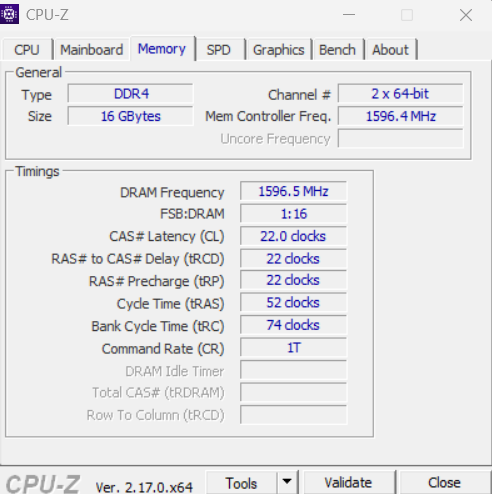 CPU-Z
CPU Mainboard Memory SPD Graphics Bench About
General
Type DDR4 Channel # 2 x 64-bit
Size 16 GBytes Mem Controller Freq. 1596.4 MHz
Uncore Frequency
Timings
DRAM Frequency 1596.5 MHz
FSB:DRAM 1:16
CAS# Latency (CL) 22.0 clocks
RAS# to CAS# Delay (tRCD) 22 clocks
RAS# Precharge (tRP) 22 clocks
Cycle Time (tRAS) 52 clocks
Bank Cycle Time (tRC) 74 clocks
Command Rate (CR) 1T
DRAM Idle Timer
Total CAS# (tRDRAM)
Row To Column (tRCD)
CPU-Z Ver. 2.17.0.x64 Tools Validate Close